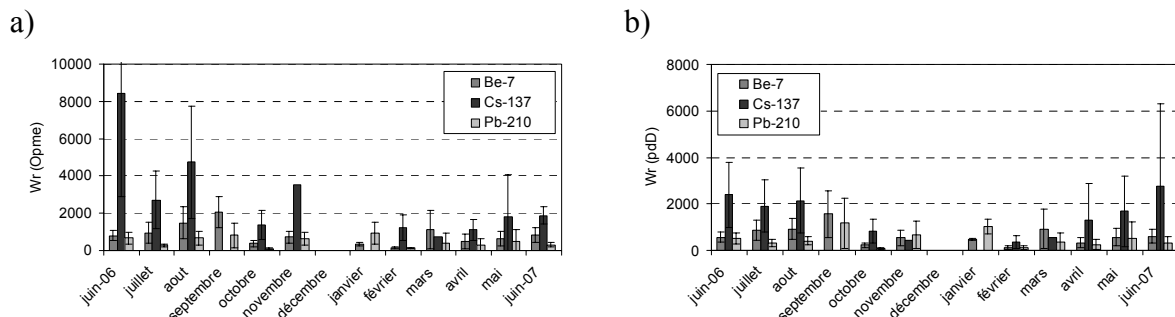 a)
Wr (Opme)
10000
8000
6000
4000
2000
0
Be-7
Cs-137
Pb-210
juin-06
juillet
aout
septembre
octobre
novembre
décembre
janvier
février
mars
avril
mai
juin-07
b)
Wr (pdD)
8000
6000
4000
2000
0
Be-7
Cs-137
Pb-210
juin-06
juillet
aout
septembre
octobre
novembre
décembre
janvier
février
mars
avril
mai
juin-07